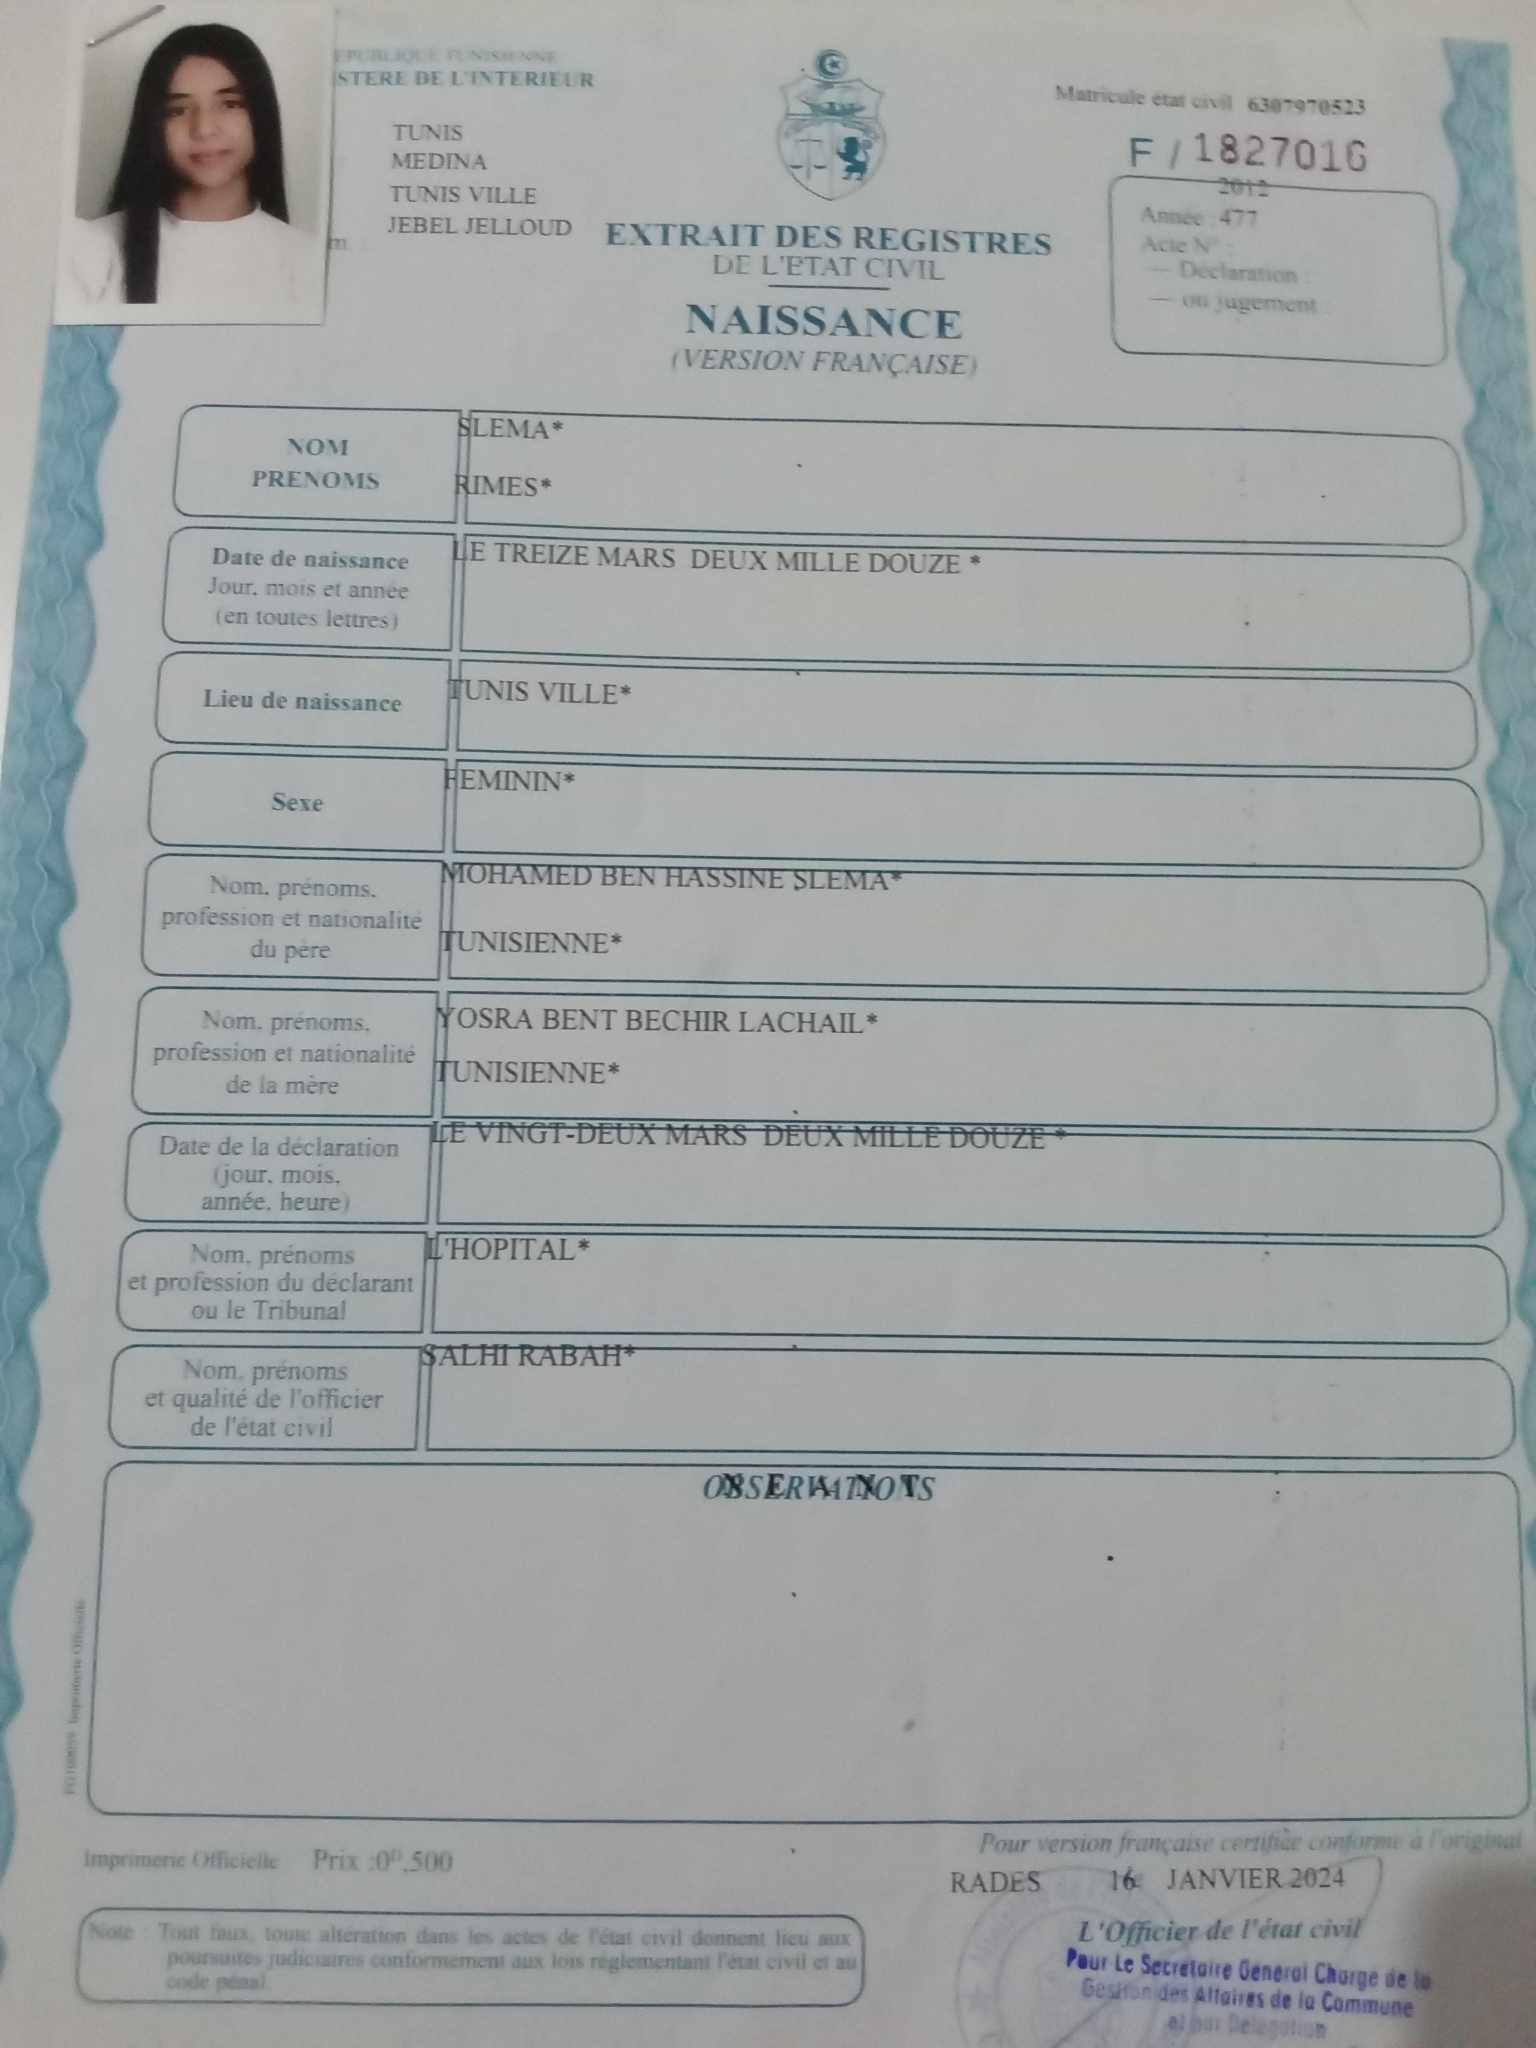 REPUBLIQUE TUNISIENNE
STERE DE L'INTERIEUR
TUNIS
MEDINA
TUNIS VILLE
JEBEL JELLOUD
m. :
Matricule état civil 6307970523
F / 1827016
2012
Année : 477
Acte N° :
— Déclaration :
— ou jugement :
EXTRAIT DES REGISTRES
DE L'ETAT CIVIL
NAISSANCE
(VERSION FRANÇAISE)
NOM
PRENOMS
SLEMA*
RIMES*
Date de naissance
Jour, mois et année
(en toutes lettres)
LE TREIZE MARS DEUX MILLE DOUZE *
Lieu de naissance
TUNIS VILLE*
Sexe
FEMININ*
Nom, prénoms,
profession et nationalité
du père
MOHAMED BEN HASSINE SLEMA*
TUNISIENNE*
Nom, prénoms,
profession et nationalité
de la mère
YOSRA BENT BECHIR LACHAIL*
TUNISIENNE*
Date de la déclaration
(jour, mois,
année, heure)
LE VINGT-DEUX MARS DEUX MILLE DOUZE *
Nom, prénoms
et profession du déclarant
ou le Tribunal
L'HOPITAL*
Nom, prénoms
et qualité de l'officier
de l'état civil
SALHI RABAH*
OBSERVATIONS
N E A N T
Imprimerie Officielle
Imprimerie Officielle Prix :0ᴰ,500
Pour version française certifiée conforme à l'original
RADES 16 JANVIER 2024
L'Officier de l'état civil
Pour Le Secrétaire Général Chargé de la
Gestion des Affaires de la Commune
et par Délégation
Note : Tout faux, toute altération dans les actes de l'état civil donnent lieu aux
poursuites judiciaires conformement aux lois réglementant l'état civil et au
code pénal.